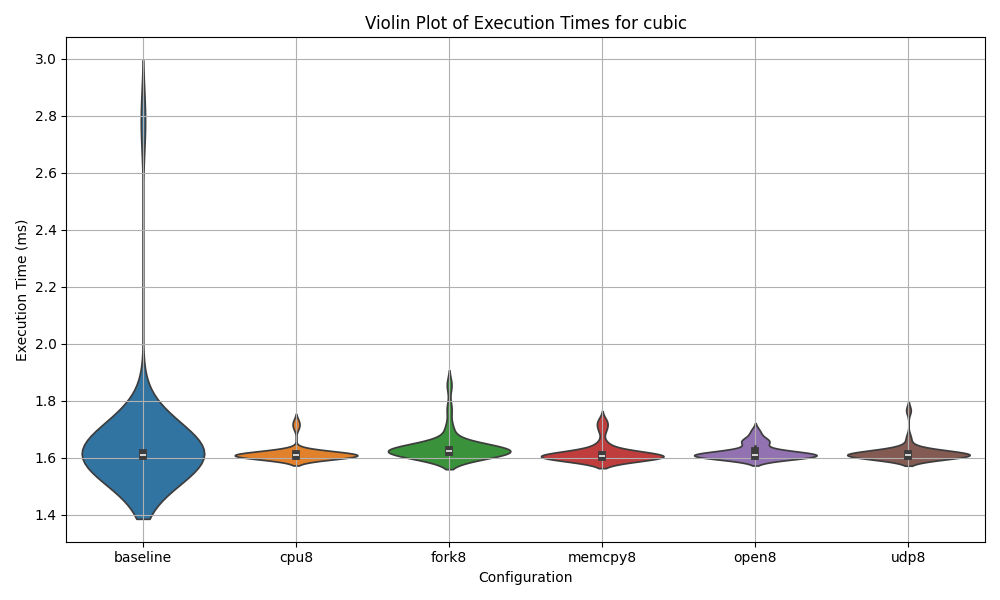 Violin Plot of Execution Times for cubic
3.0
2.8
2.6
2.4
2.2
2.0
1.8
1.6
1.4
Execution Time (ms)
baseline cpu8 fork8 memcpy8 open8 udp8
Configuration